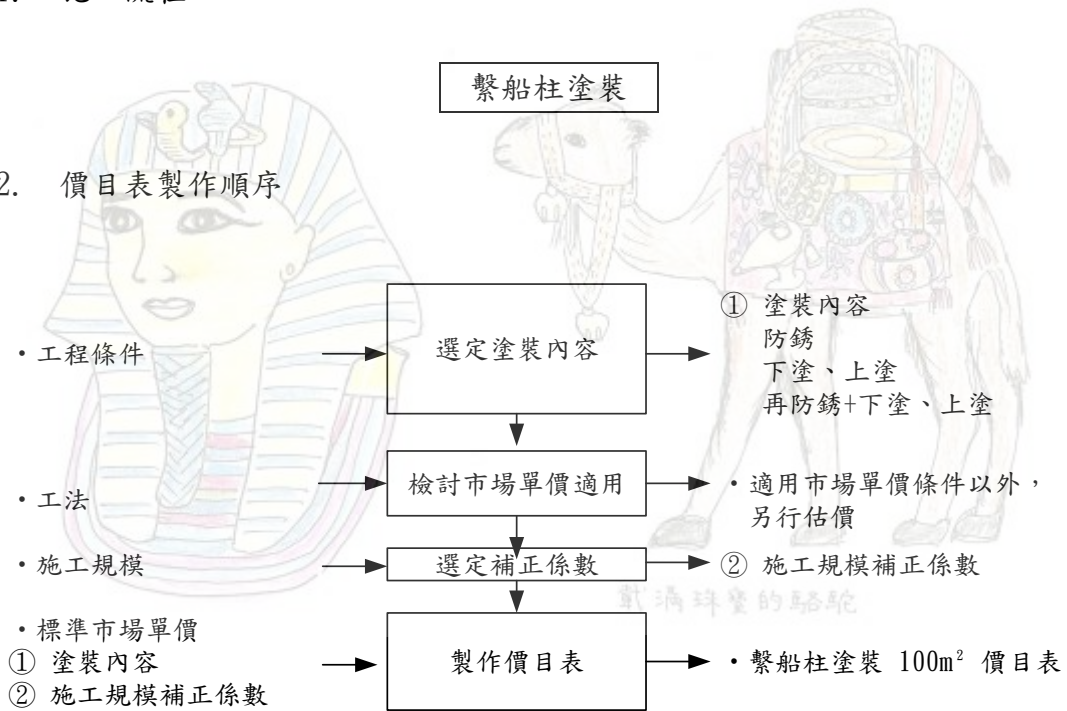 繫船柱塗裝
2. 價目表製作順序
・工程條件
選定塗裝內容
① 塗裝內容
防銹
下塗、上塗
再防銹+下塗、上塗
・工法
檢討市場單價適用
・適用市場單價條件以外，
另行估價
・施工規模
選定補正係數
② 施工規模補正係數
戴滿珠寶的駱駝
・標準市場單價
① 塗裝內容
② 施工規模補正係數
製作價目表
・繫船柱塗裝 100m² 價目表